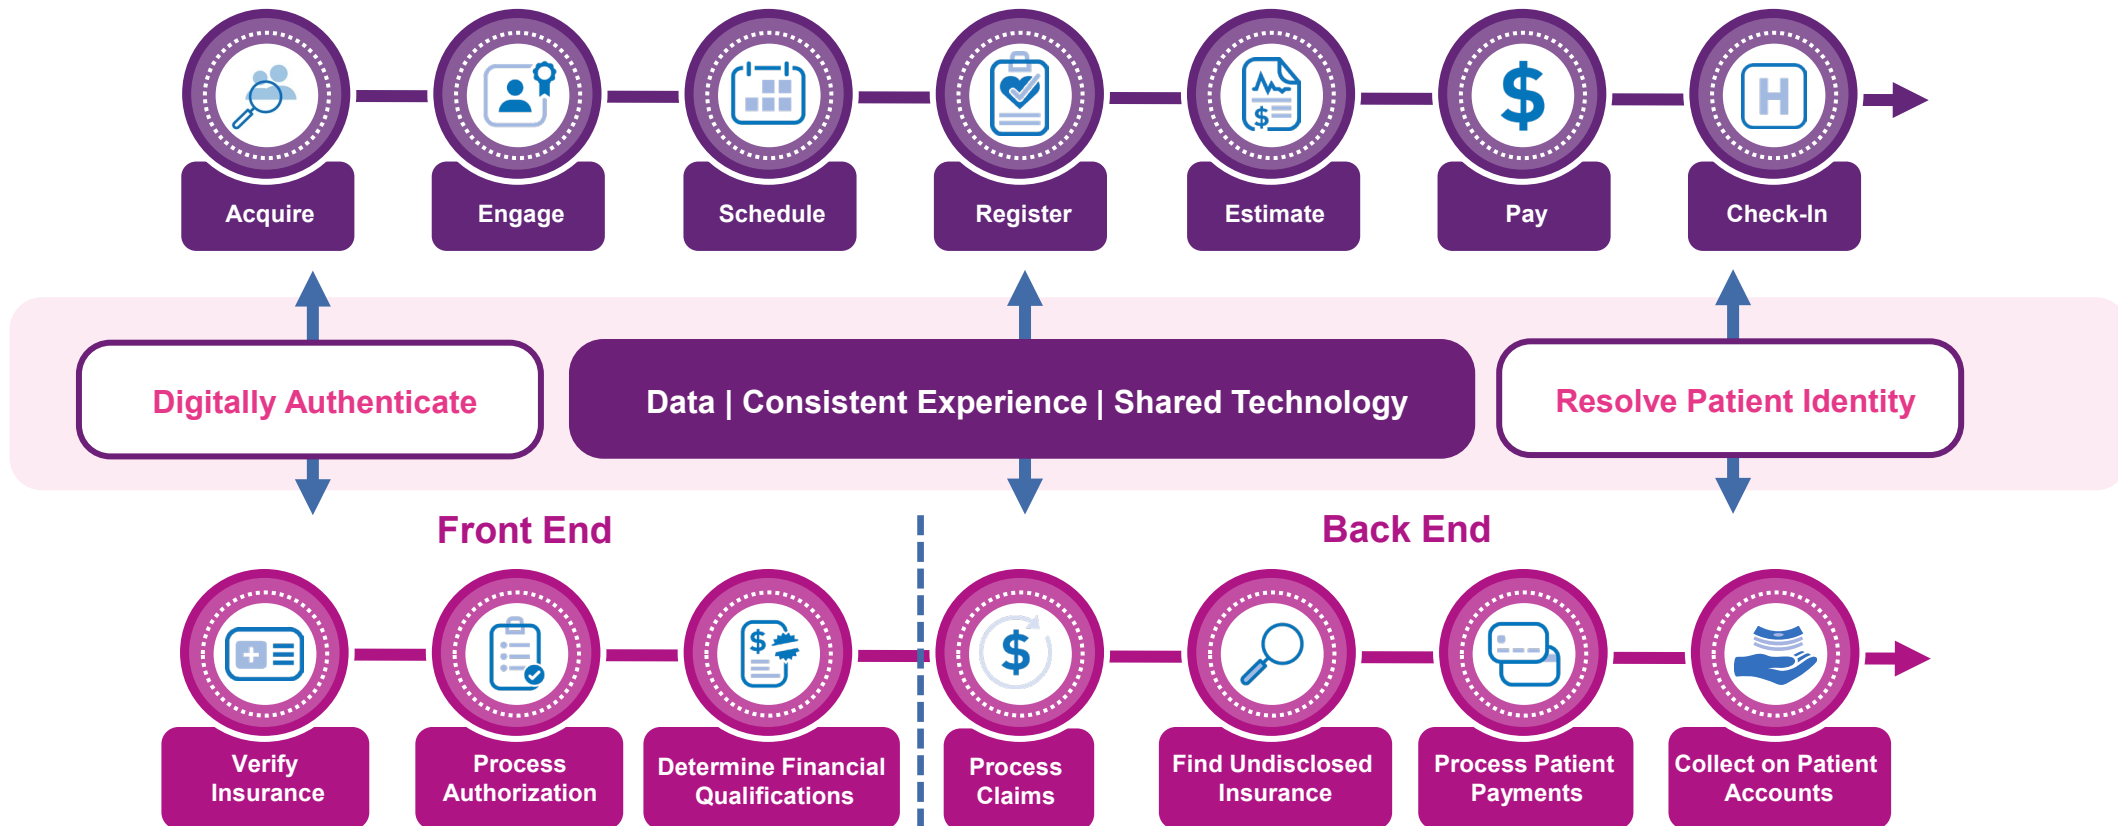 Acquire
Engage
Schedule
Register
Estimate
$
Pay
H
Check-In
Digitally Authenticate
Data | Consistent Experience | Shared Technology
Resolve Patient Identity
Front End
Back End
Verify
Insurance
Process
Authorization
$
Determine Financial
Qualifications
$
Process
Claims
Find Undisclosed
Insurance
Process Patient
Payments
Collect on Patient
Accounts